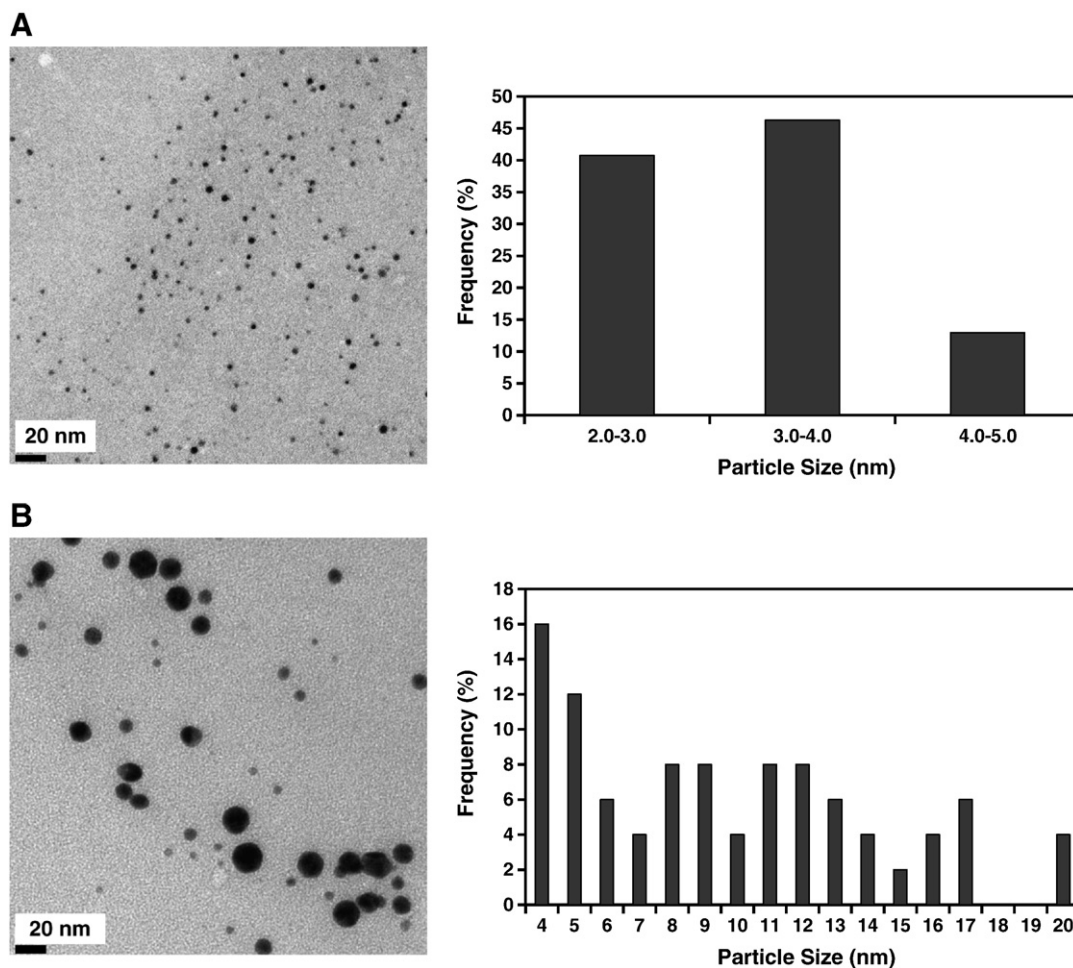 A
20 nm
Frequency (%)
50
45
40
35
30
25
20
15
10
5
0
2.0-3.0 3.0-4.0 4.0-5.0
Particle Size (nm)
B
20 nm
Frequency (%)
18
16
14
12
10
8
6
4
2
0
4 5 6 7 8 9 10 11 12 13 14 15 16 17 18 19 20
Particle Size (nm)